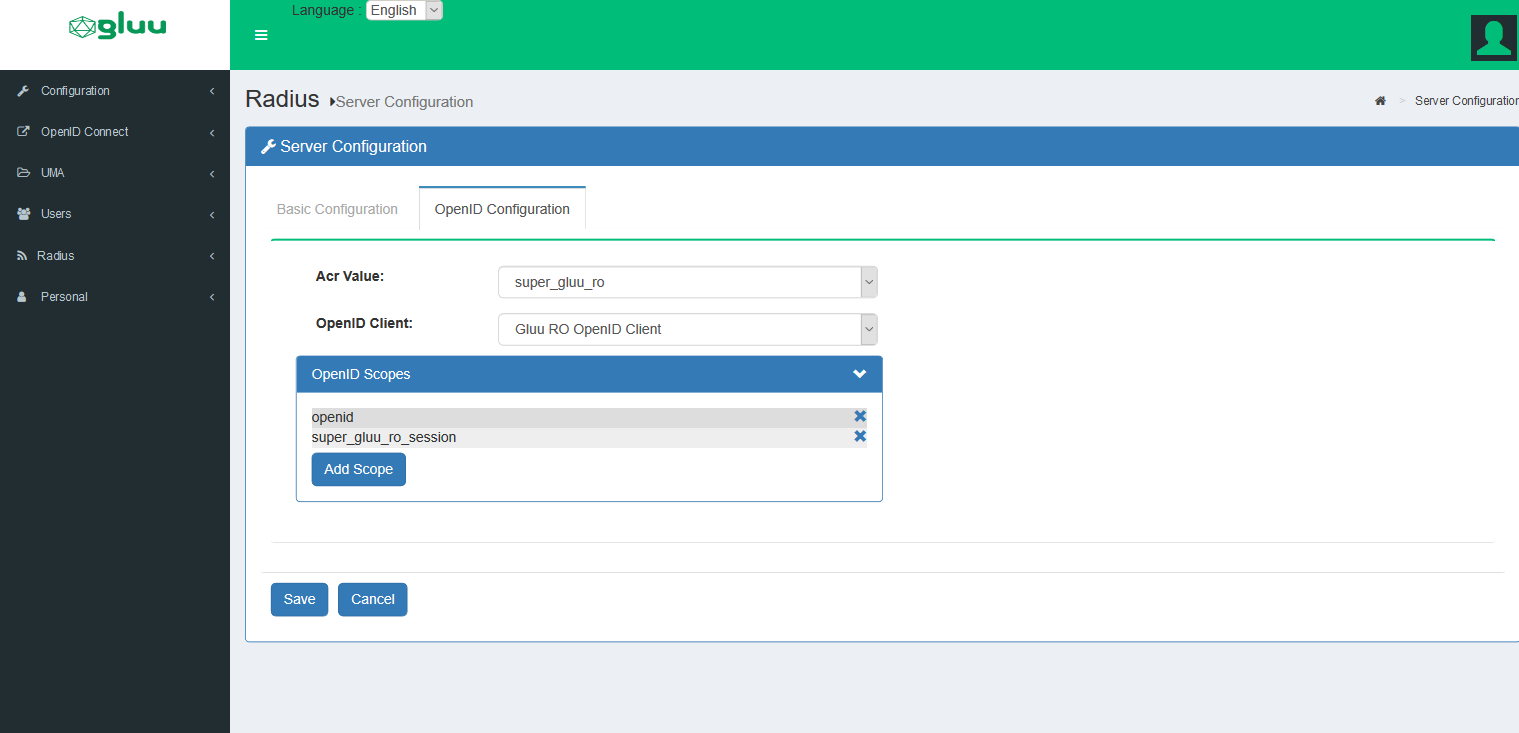 gluu
Language : English
Configuration
OpenID Connect
UMA
Users
Radius
Personal
Radius Server Configuration
> Server Configuration
Server Configuration
Basic Configuration
OpenID Configuration
Acr Value:
super_gluu_ro
OpenID Client:
Gluu RO OpenID Client
OpenID Scopes
openid
super_gluu_ro_session
Add Scope
Save
Cancel